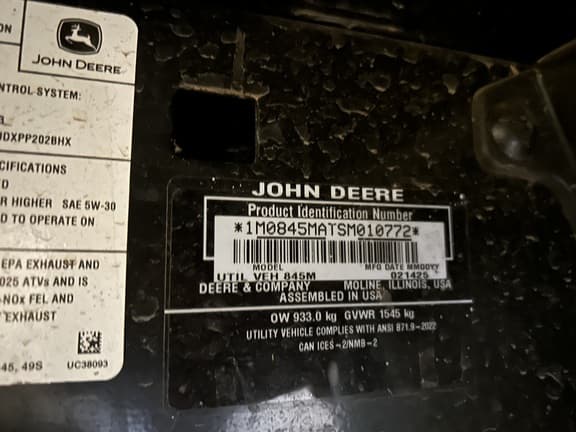 ON
JOHN DEERE
NTROL SYSTEM:
JDXPP202BHX
CIFICATIONS
D
R HIGHER SAE 5W-30
D TO OPERATE ON
EPA EXHAUST AND
025 ATVs AND IS
-NOx FEL AND
EXHAUST
45, 49S UC38093
JOHN DEERE
Product Identification Number
*1M0845MATSM010772*
MODEL MFG DATE MMDDYY
UTIL VEH 845M 021425
DEERE & COMPANY MOLINE, ILLINOIS, USA
ASSEMBLED IN USA
OW 933.0 kg GVWR 1545 kg
UTILITY VEHICLE COMPLIES WITH ANSI B71.9-2022
CAN ICES-2/NMB-2